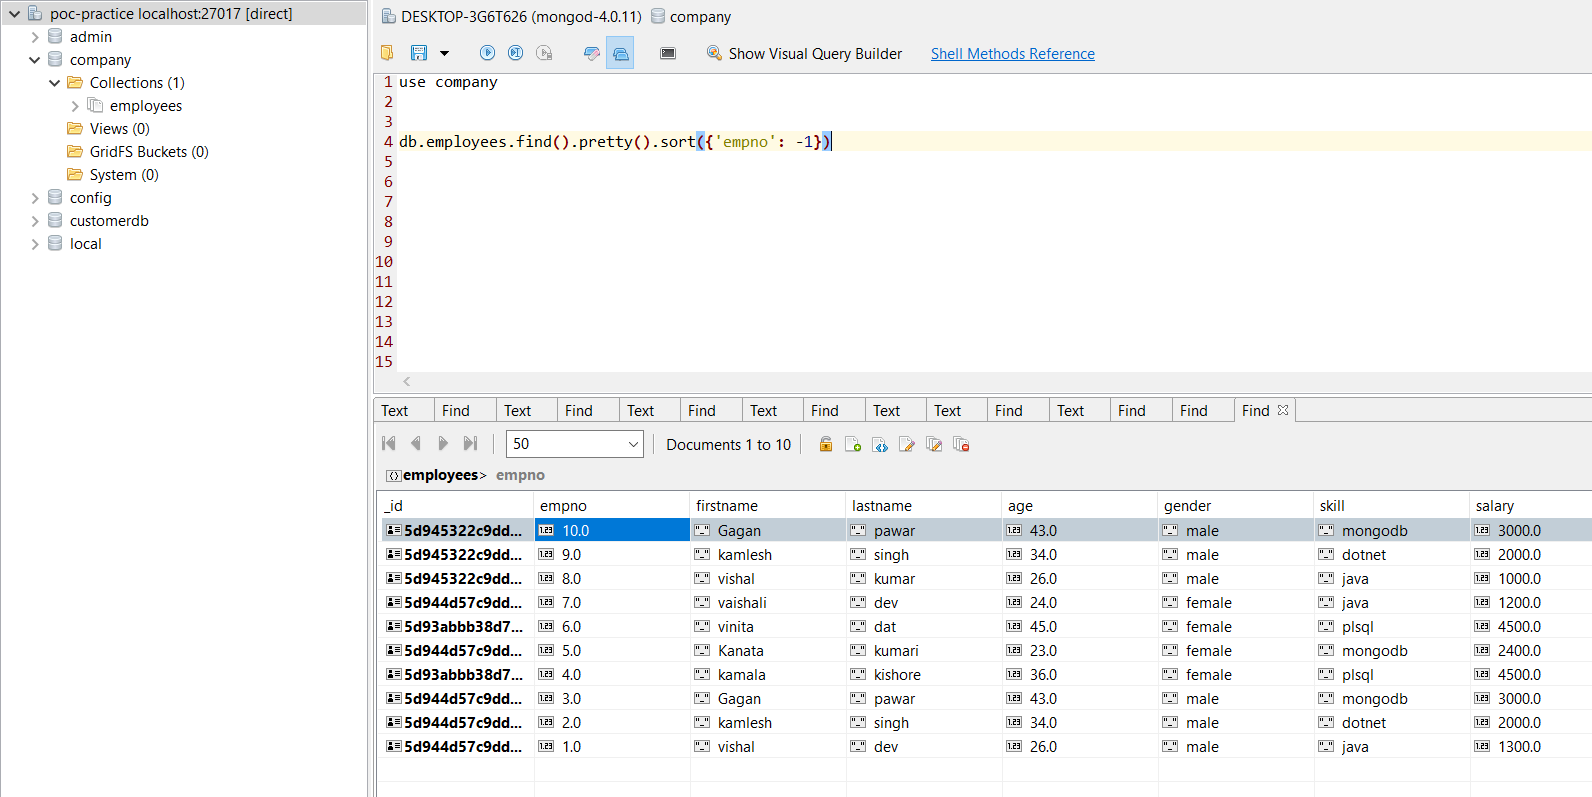 poc-practice localhost:27017 [direct]
admin
company
Collections (1)
employees
Views (0)
GridFS Buckets (0)
System (0)
config
customerdb
local
DESKTOP-3G6T626 (mongod-4.0.11) company
Show Visual Query Builder Shell Methods Reference
1 use company
2
3
4 db.employees.find().pretty().sort({'empno': -1})
5
6
7
8
9
10
11
12
13
14
15
Text Find Text Find Text Find Text Find Text Text Find Text Find Find Find
50 Documents 1 to 10
employees> empno
_id empno firstname lastname age gender skill salary
5d945322c9dd... 10.0 Gagan pawar 43.0 male mongodb 3000.0
5d945322c9dd... 9.0 kamlesh singh 34.0 male dotnet 2000.0
5d945322c9dd... 8.0 vishal kumar 26.0 male java 1000.0
5d944d57c9dd... 7.0 vaishali dev 24.0 female java 1200.0
5d93abbb38d7... 6.0 vinita dat 45.0 female plsql 4500.0
5d944d57c9dd... 5.0 Kanata kumari 23.0 female mongodb 2400.0
5d93abbb38d7... 4.0 kamala kishore 36.0 female plsql 4500.0
5d944d57c9dd... 3.0 Gagan pawar 43.0 male mongodb 3000.0
5d944d57c9dd... 2.0 kamlesh singh 34.0 male dotnet 2000.0
5d944d57c9dd... 1.0 vishal dev 26.0 male java 1300.0